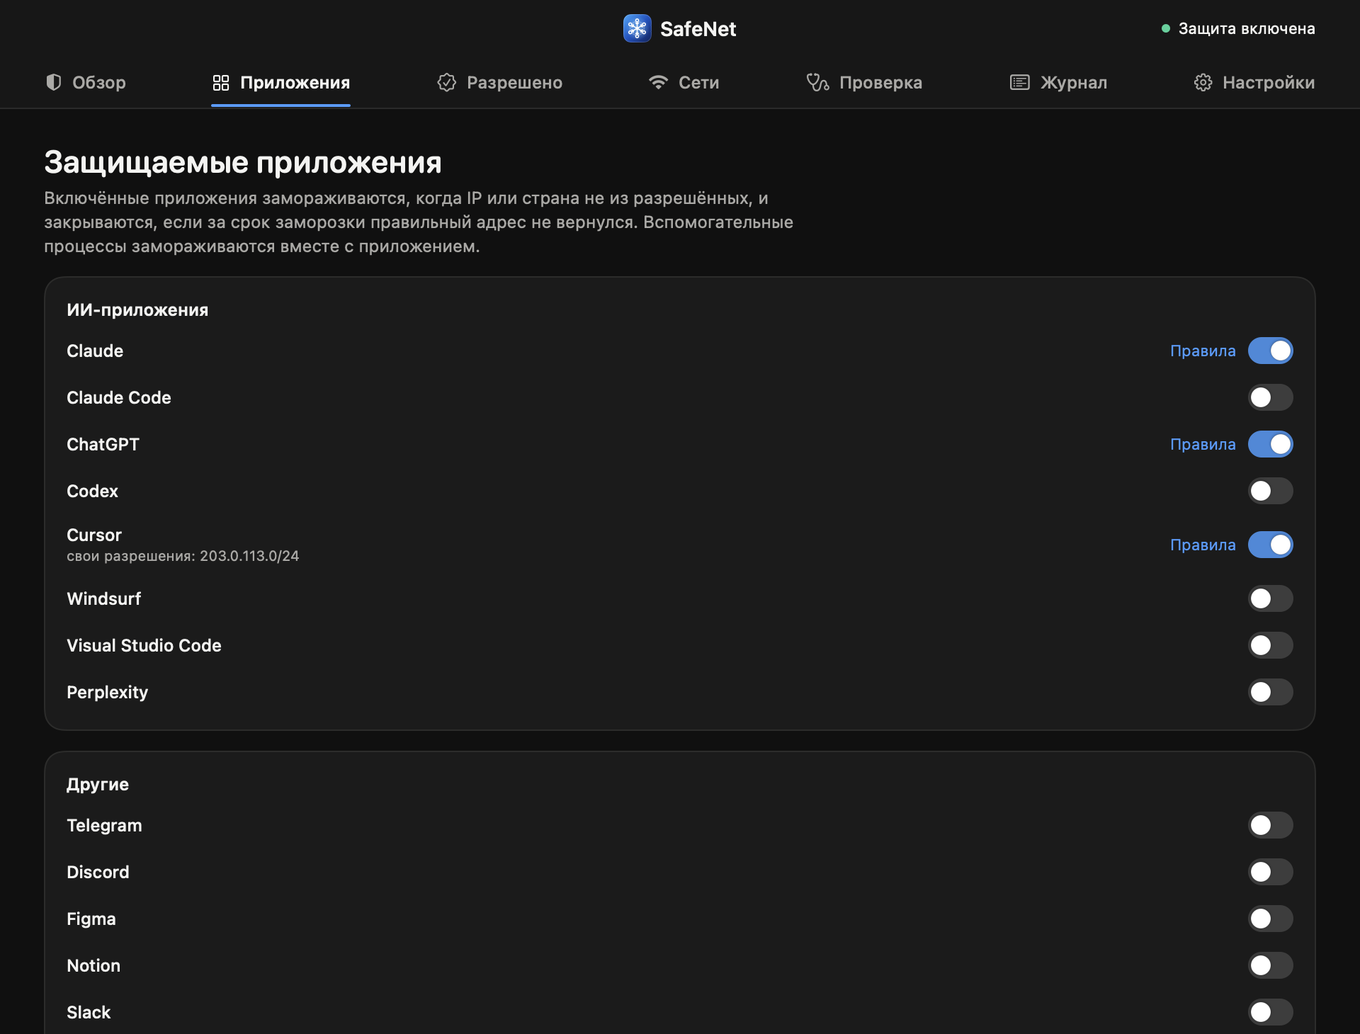 SafeNet
Защита включена
Обзор
Приложения
Разрешено
Сети
Проверка
Журнал
Настройки
Защищаемые приложения
Включённые приложения замораживаются, когда IP или страна не из разрешённых, и
закрываются, если за срок заморозки правильный адрес не вернулся. Вспомогательные
процессы замораживаются вместе с приложением.
ИИ-приложения
Claude
Правила
Claude Code
ChatGPT
Правила
Codex
Cursor
свои разрешения: 203.0.113.0/24
Правила
Windsurf
Visual Studio Code
Perplexity
Другие
Telegram
Discord
Figma
Notion
Slack